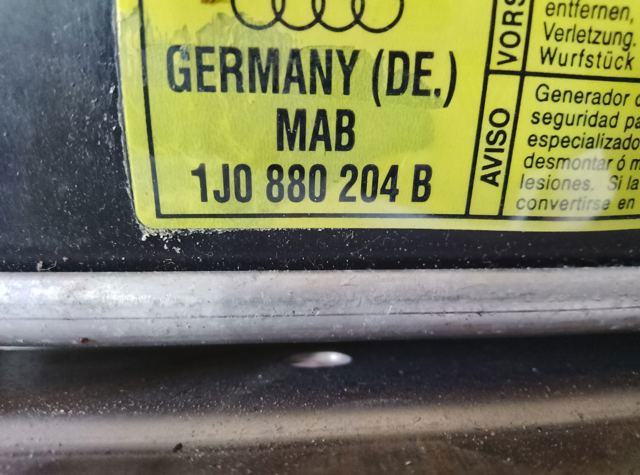 GERMANY (DE.)
MAB
1J0 880 204 B
VORS
entfernen,
Verletzung.
Wurfstück
AVISO
Generador
seguridad
especializado
desmontar ó
lesiones. Si la
convertirse en